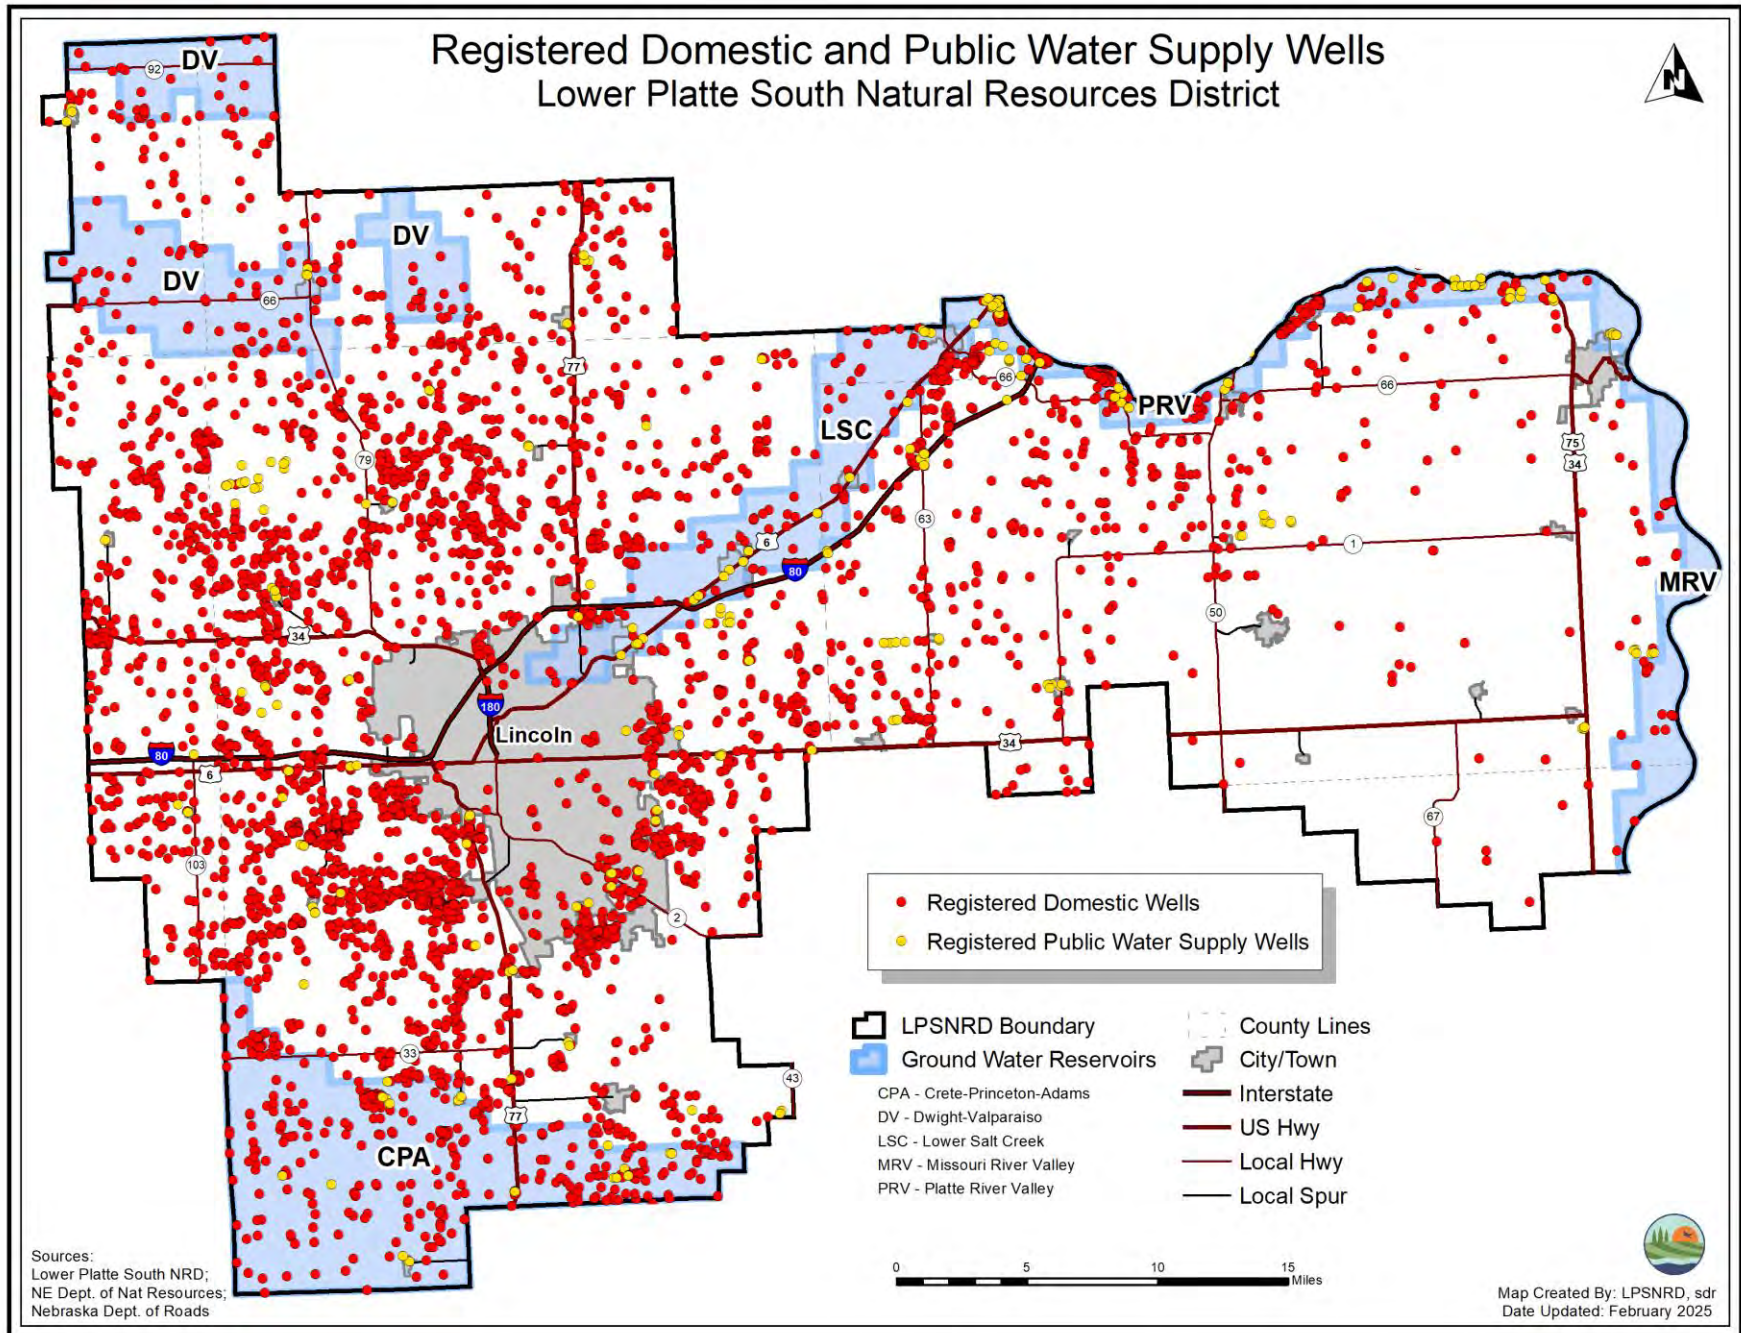 Registered Domestic and Public Water Supply Wells
Lower Platte South Natural Resources District
N
DV
92
DV
DV
66
77
79
LSC
66
PRV
66
75
34
63
6
80
1
MRV
50
34
180
Lincoln
80
6
34
67
103
2
33
43
77
CPA
Registered Domestic Wells
Registered Public Water Supply Wells
LPSNRD Boundary
Ground Water Reservoirs
CPA - Crete-Princeton-Adams
DV - Dwight-Valparaiso
LSC - Lower Salt Creek
MRV - Missouri River Valley
PRV - Platte River Valley
County Lines
City/Town
Interstate
US Hwy
Local Hwy
Local Spur
0 5 10 15
Miles
Sources:
Lower Platte South NRD;
NE Dept. of Nat Resources;
Nebraska Dept. of Roads
Map Created By: LPSNRD, sdr
Date Updated: February 2025